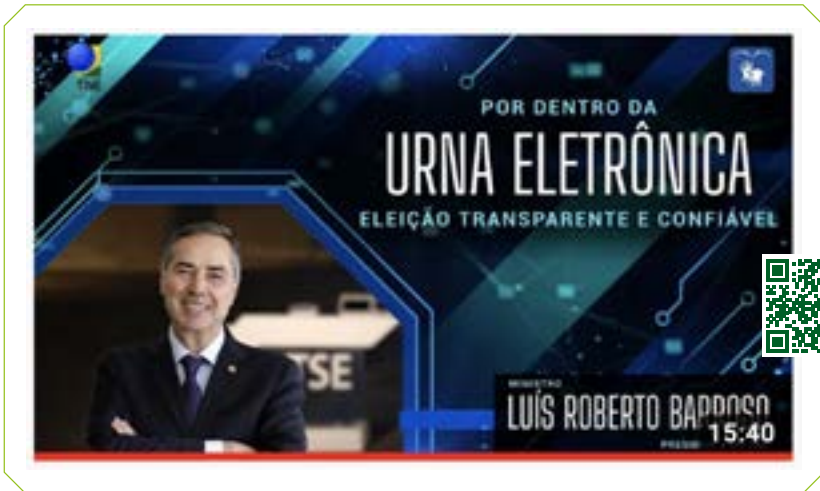 TSE
POR DENTRO DA
URNA ELETRÔNICA
ELEIÇÃO TRANSPARENTE E CONFIÁVEL
TSE
MINISTRO
LUÍS ROBERTO BARROSO
15:40